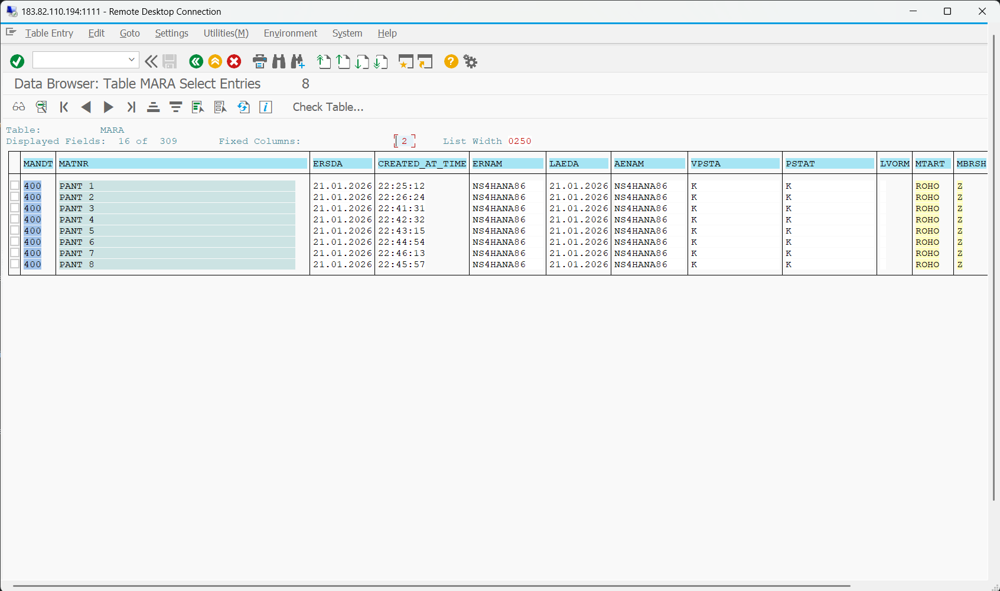 183.82.110.194:1111 - Remote Desktop Connection
Table Entry Edit Goto Settings Utilities(M) Environment System Help
Data Browser: Table MARA Select Entries 8
Check Table...
Table: MARA
Displayed Fields: 16 of 309 Fixed Columns: 2 List Width 0250
MANDT MATNR ERSDA CREATED_AT_TIME ERNAM LAEDA AENAM VPSTA PSTAT LVORM MTART MBRSH
400 PANT 1 21.01.2026 22:25:12 NS4HANA86 21.01.2026 NS4HANA86 K K ROHO Z
400 PANT 2 21.01.2026 22:26:24 NS4HANA86 21.01.2026 NS4HANA86 K K ROHO Z
400 PANT 3 21.01.2026 22:41:31 NS4HANA86 21.01.2026 NS4HANA86 K K ROHO Z
400 PANT 4 21.01.2026 22:42:32 NS4HANA86 21.01.2026 NS4HANA86 K K ROHO Z
400 PANT 5 21.01.2026 22:43:15 NS4HANA86 21.01.2026 NS4HANA86 K K ROHO Z
400 PANT 6 21.01.2026 22:44:54 NS4HANA86 21.01.2026 NS4HANA86 K K ROHO Z
400 PANT 7 21.01.2026 22:46:13 NS4HANA86 21.01.2026 NS4HANA86 K K ROHO Z
400 PANT 8 21.01.2026 22:45:57 NS4HANA86 21.01.2026 NS4HANA86 K K ROHO Z